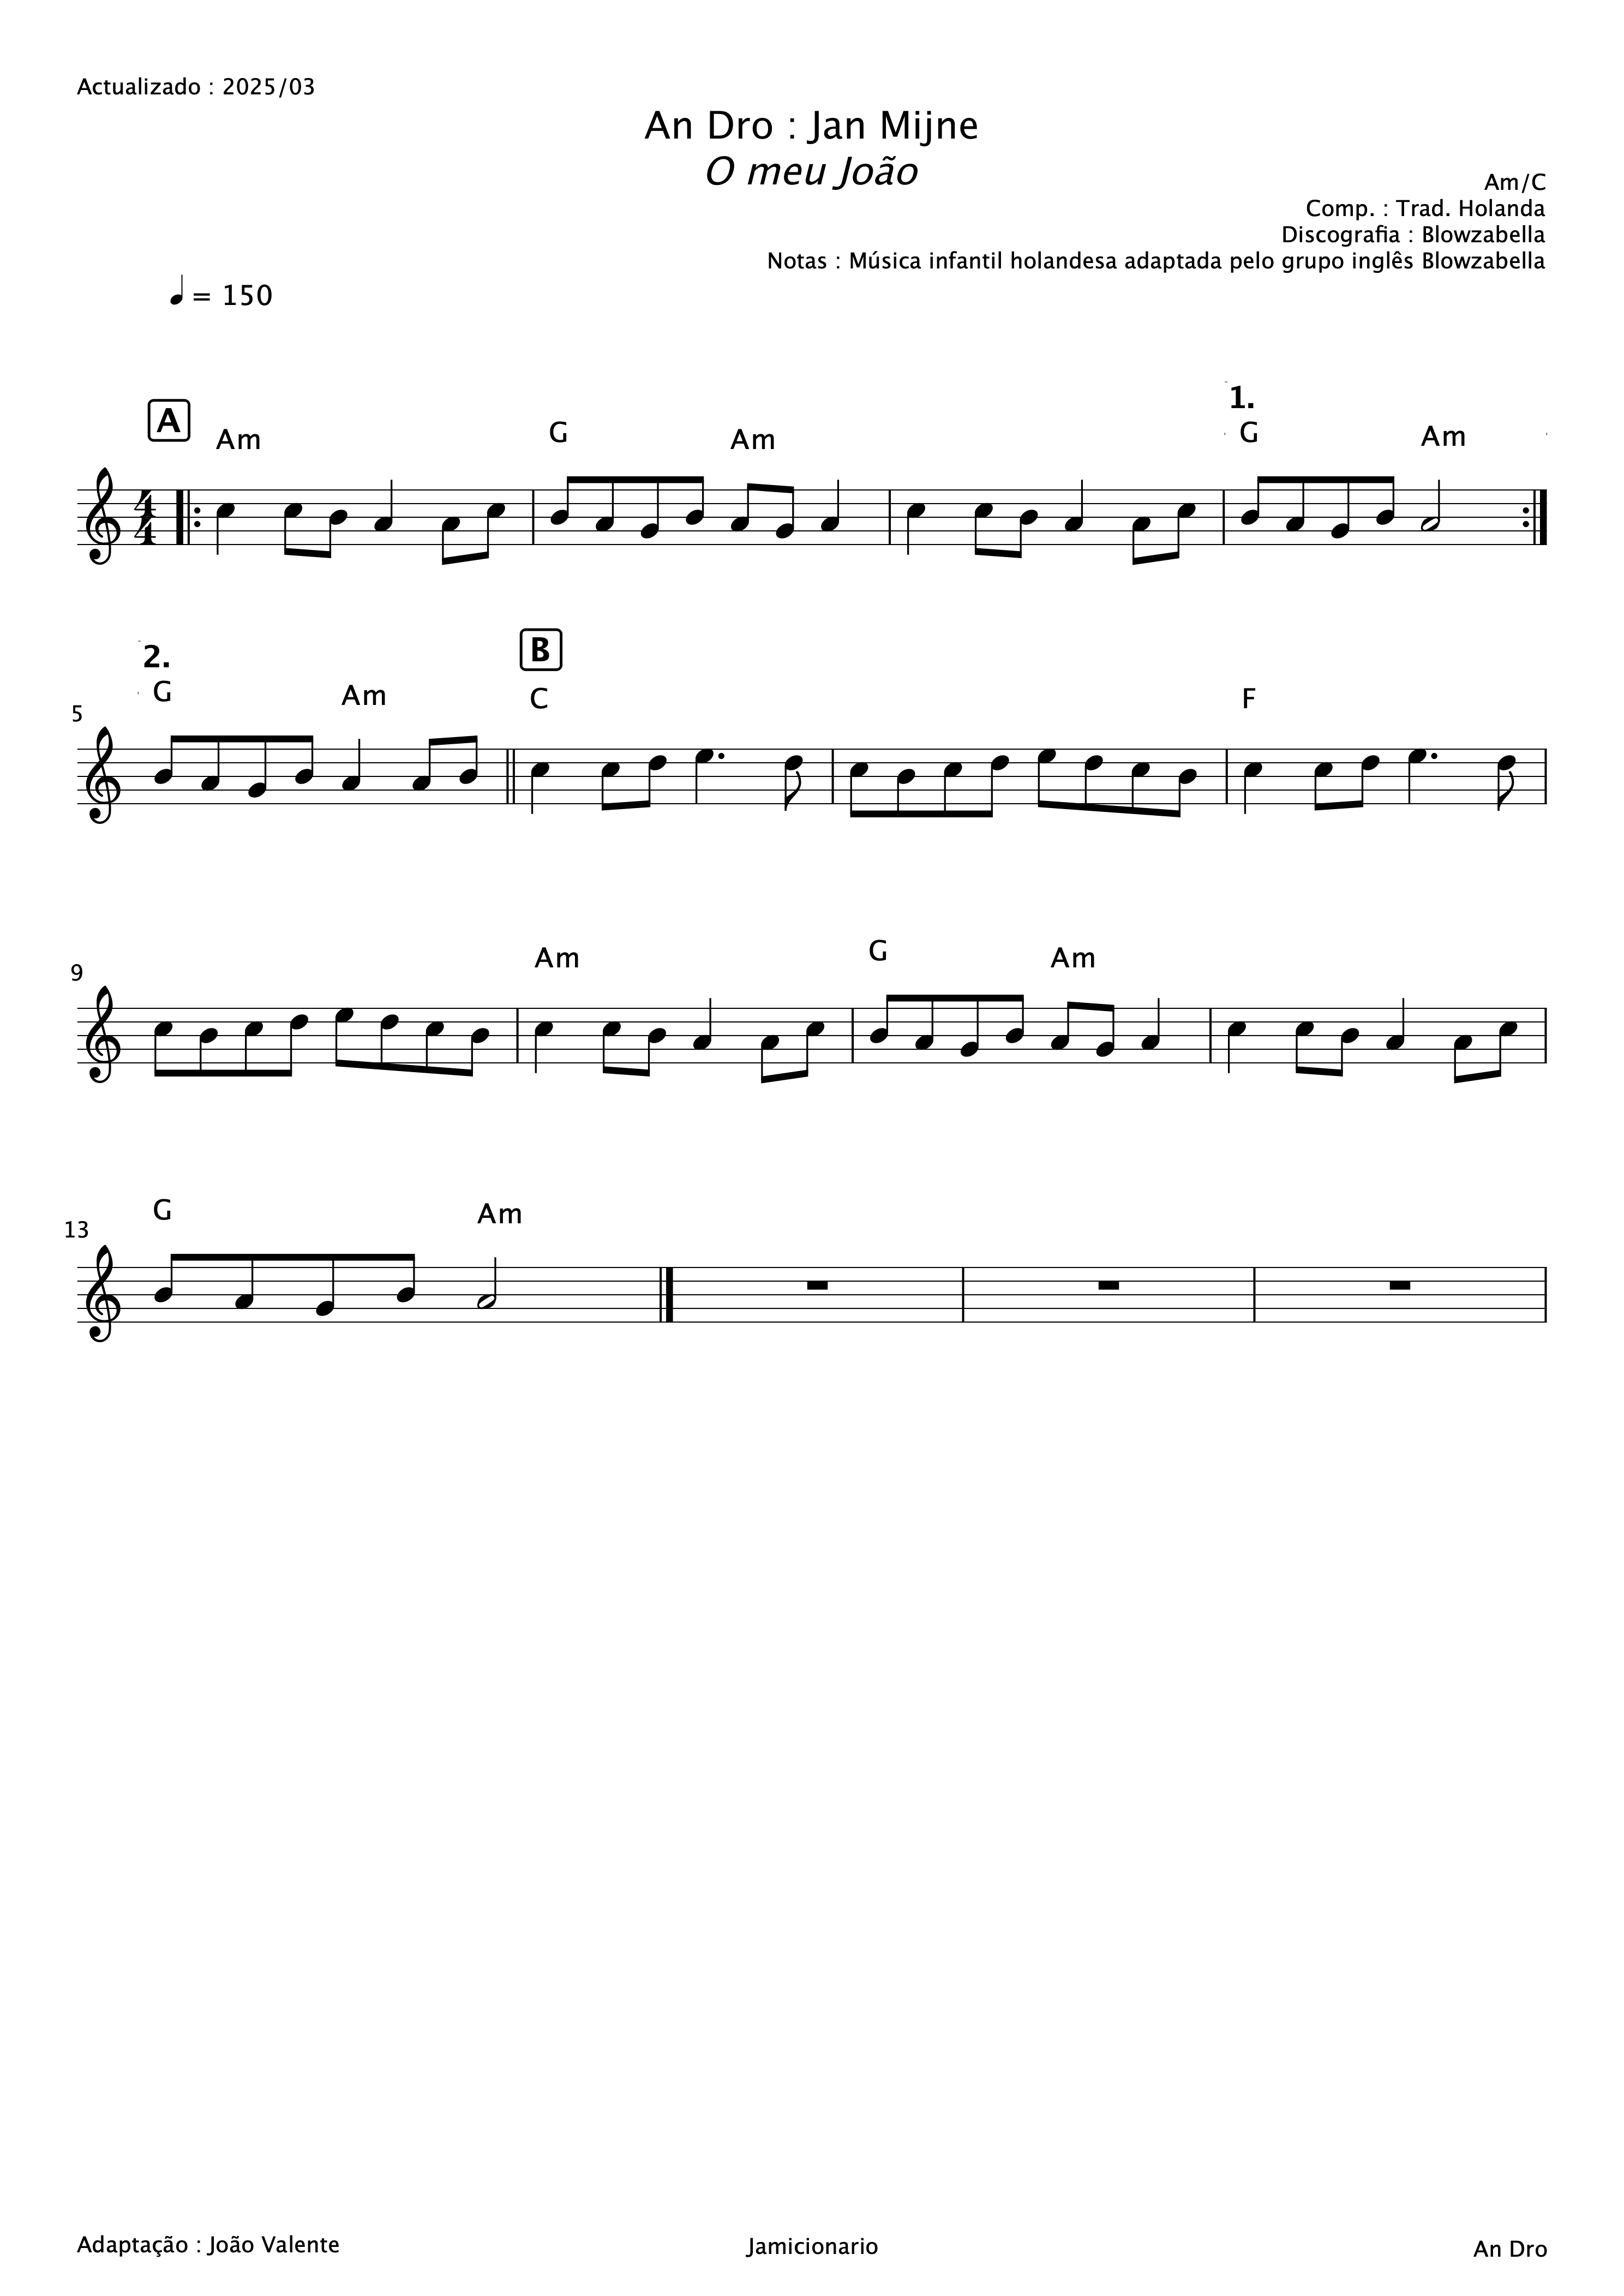 Actualizado : 2025/03
An Dro : Jan Mijne
O meu João
Am/C
Comp. : Trad. Holanda
Discografia : Blowzabella
Notas : Música infantil holandesa adaptada pelo grupo inglês Blowzabella
= 150
A
Am G Am
1.
G Am
4
4
2.
G Am
B
C F
5
Am G Am
9
G Am
13
Adaptação : João Valente
Jamicionario
An Dro